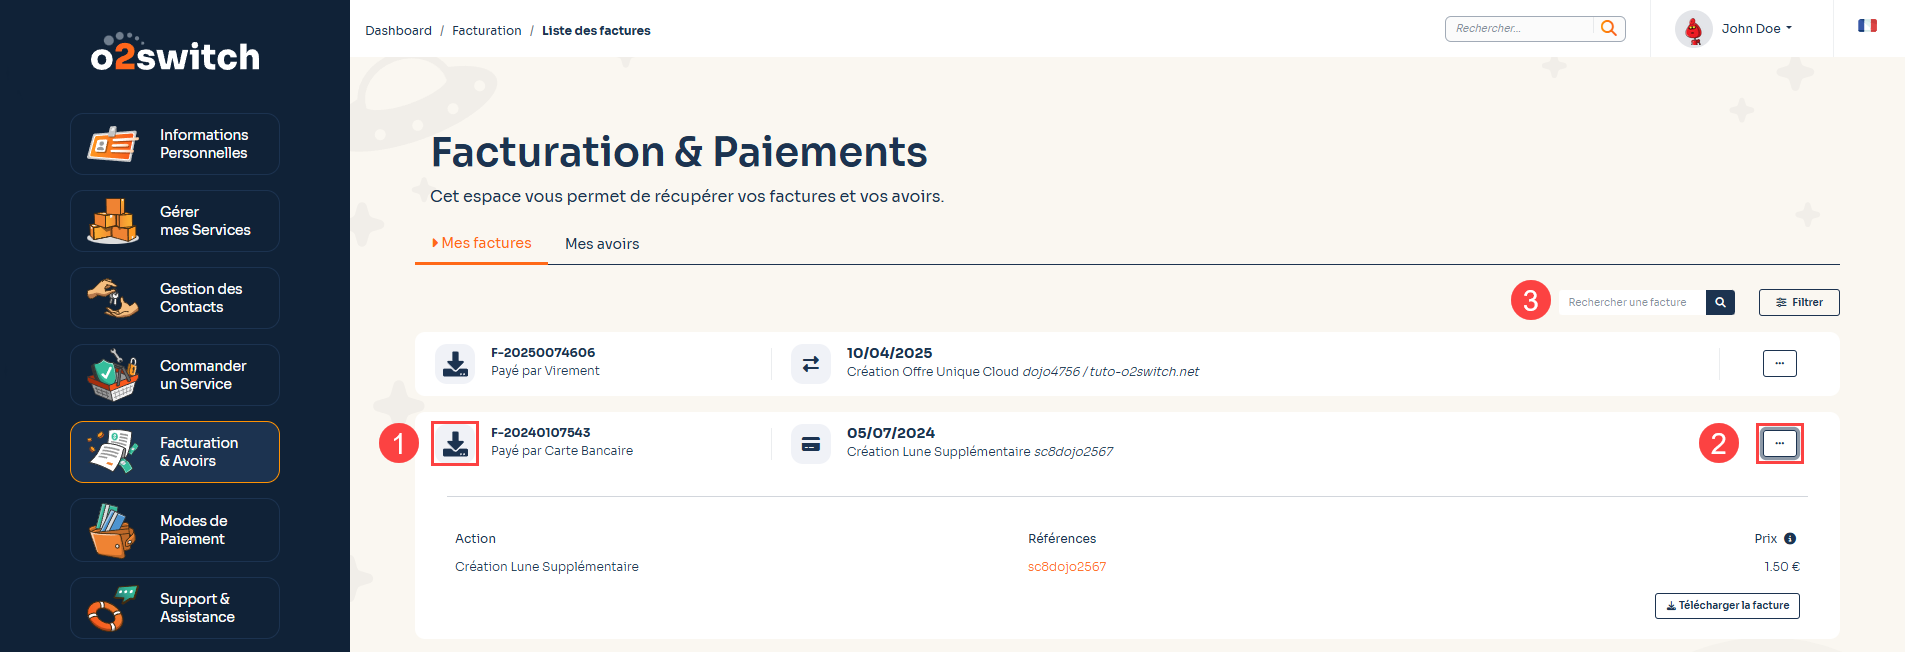 o2switch
Informations
Personnelles
Gérer
mes Services
Gestion des
Contacts
Commander
un Service
Facturation
& Avoirs
Modes de
Paiement
Support &
Assistance
Dashboard / Facturation / Liste des factures
Rechercher...
John Doe
Facturation & Paiements
Cet espace vous permet de récupérer vos factures et vos avoirs.
Mes factures
Mes avoirs
3
Rechercher une facture
Filtrer
F-20250074606
Payé par Virement
10/04/2025
Création Offre Unique Cloud dojo4756 / tuto-o2switch.net
...
1
F-20240107543
Payé par Carte Bancaire
05/07/2024
Création Lune Supplémentaire sc8dojo2567
2
...
Action
Références
Prix
Création Lune Supplémentaire
sc8dojo2567
1.50 €
Télécharger la facture